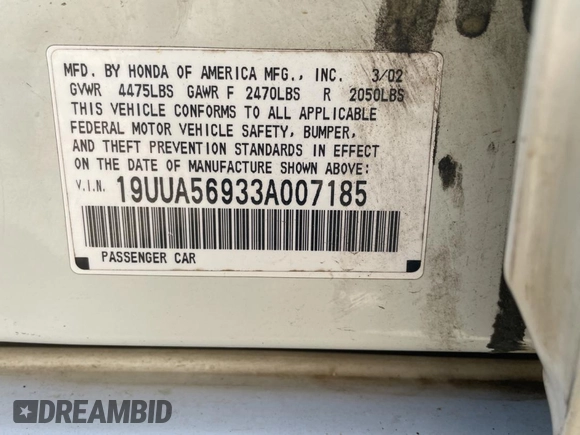 MFD. BY HONDA OF AMERICA MFG., INC. 3/02
GVWR 4475LBS GAWR F 2470LBS R 2050LBS
THIS VEHICLE CONFORMS TO ALL APPLICABLE
FEDERAL MOTOR VEHICLE SAFETY, BUMPER,
AND THEFT PREVENTION STANDARDS IN EFFECT
ON THE DATE OF MANUFACTURE SHOWN ABOVE:
V.I.N. 19UUA56933A007185
PASSENGER CAR
DREAMBID